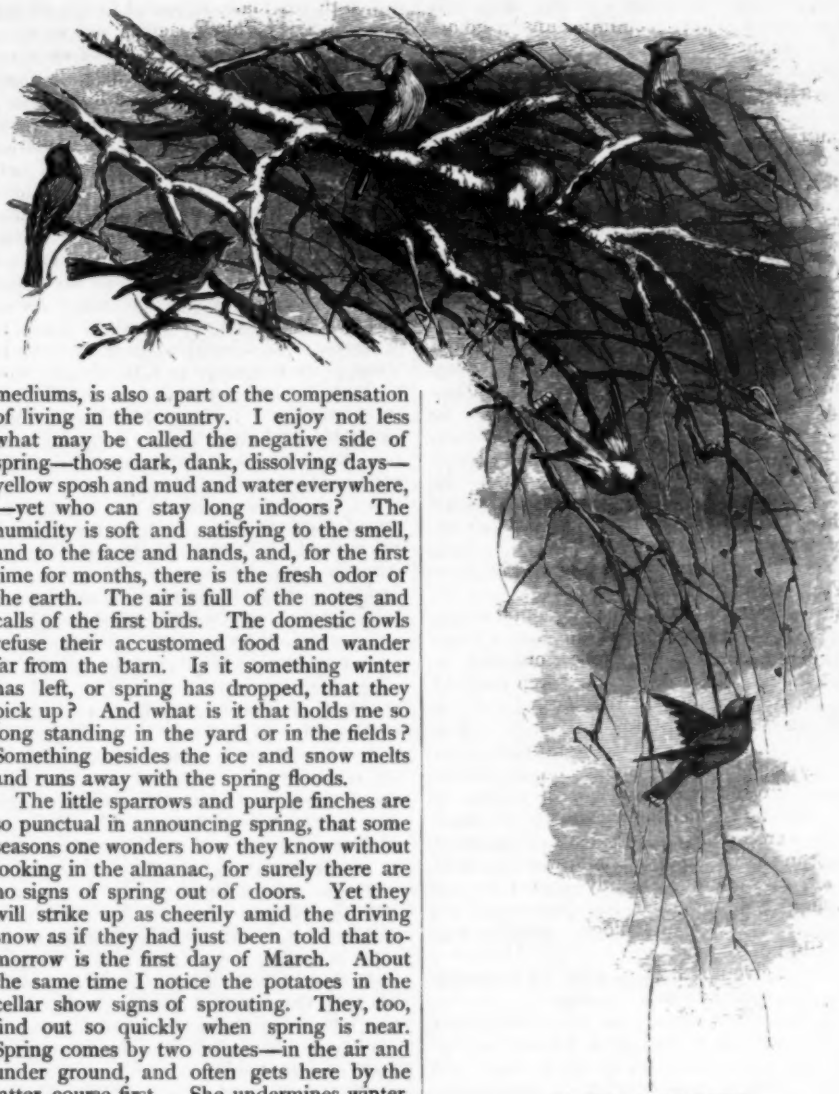 mediums, is also a part of the compensation
of living in the country. I enjoy not less
what may be called the negative side of
spring—those dark, dank, dissolving days—
yellow sposh and mud and water everywhere,
—yet who can stay long indoors? The
humidity is soft and satisfying to the smell,
and to the face and hands, and, for the first
time for months, there is the fresh odor of
the earth. The air is full of the notes and
calls of the first birds. The domestic fowls
refuse their accustomed food and wander
far from the barn. Is it something winter
has left, or spring has dropped, that they
pick up? And what is it that holds me so
long standing in the yard or in the fields?
Something besides the ice and snow melts
and runs away with the spring floods.
The little sparrows and purple finches are
so punctual in announcing spring, that some
seasons one wonders how they know without
looking in the almanac, for surely there are
no signs of spring out of doors. Yet they
will strike up as cheerily amid the driving
snow as if they had just been told that to-
morrow is the first day of March. About
the same time I notice the potatoes in the
cellar show signs of sprouting. They, too,
find out so quickly when spring is near.
Spring comes by two routes—in the air and
under ground, and often gets here by the
latter course first. She undermines winter